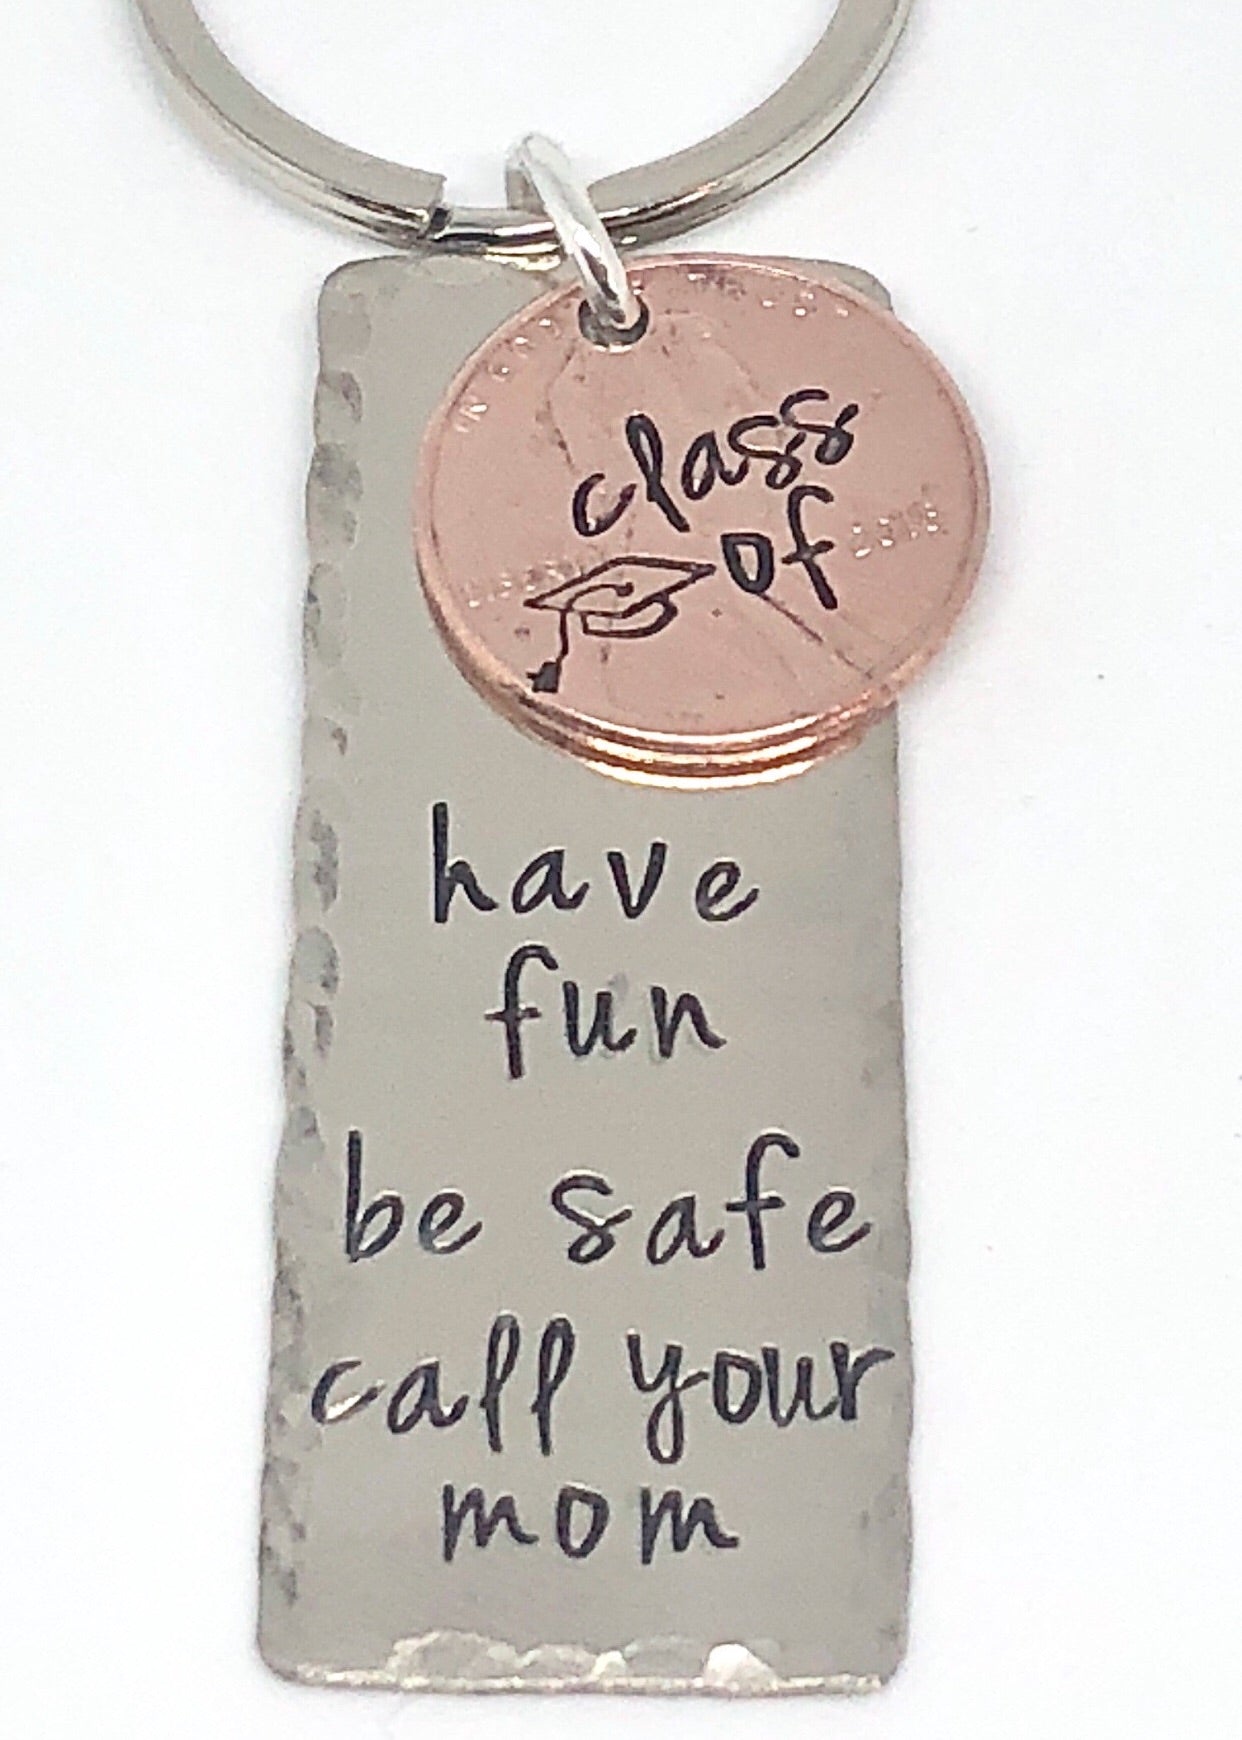 class
of
have
fun
be safe
call your
mom